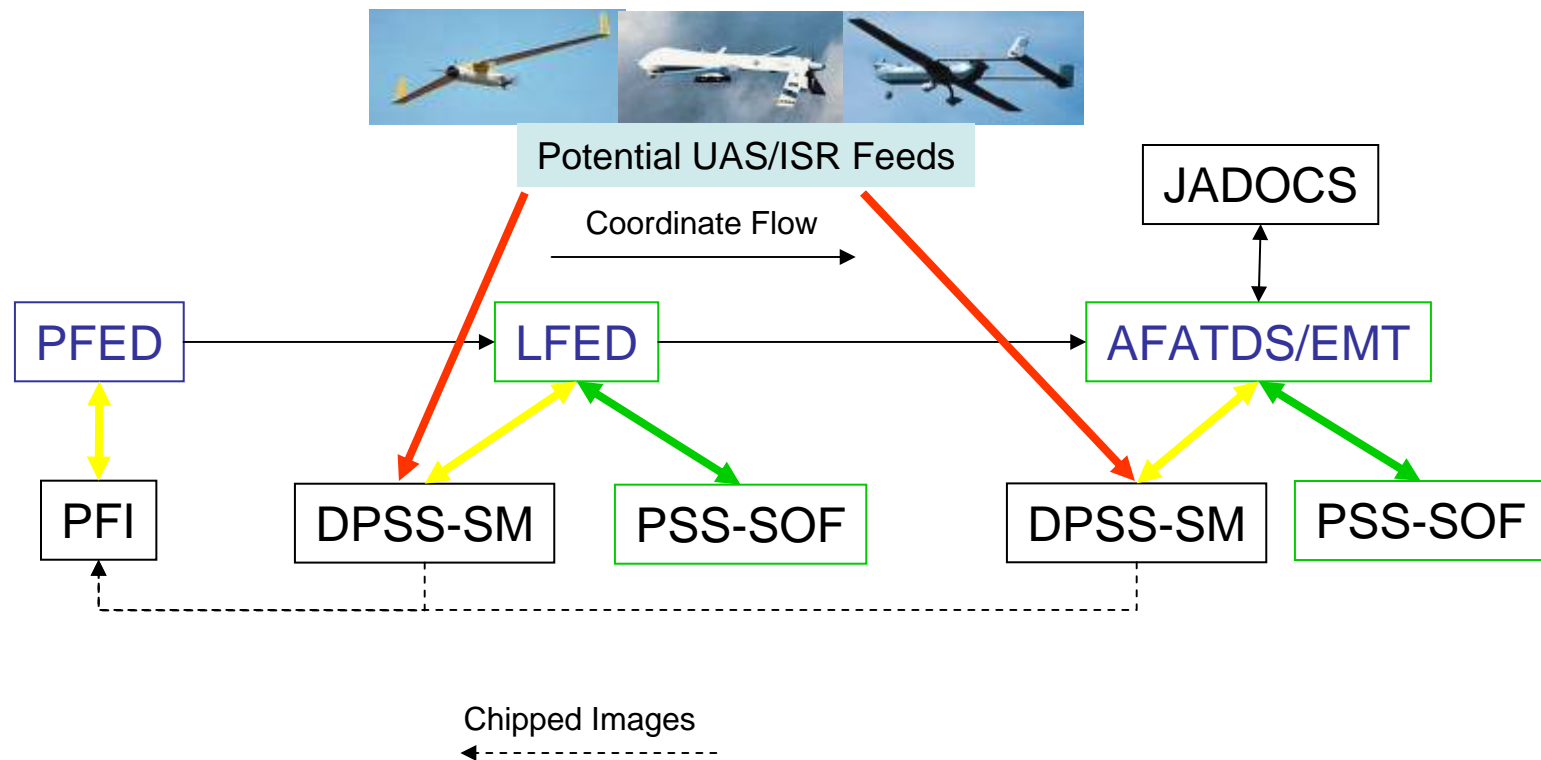 Potential UAS/ISR Feeds
JADOCS
Coordinate Flow
PFED
LFED
AFATDS/EMT
PFI
DPSS-SM
PSS-SOF
DPSS-SM
PSS-SOF
Chipped Images